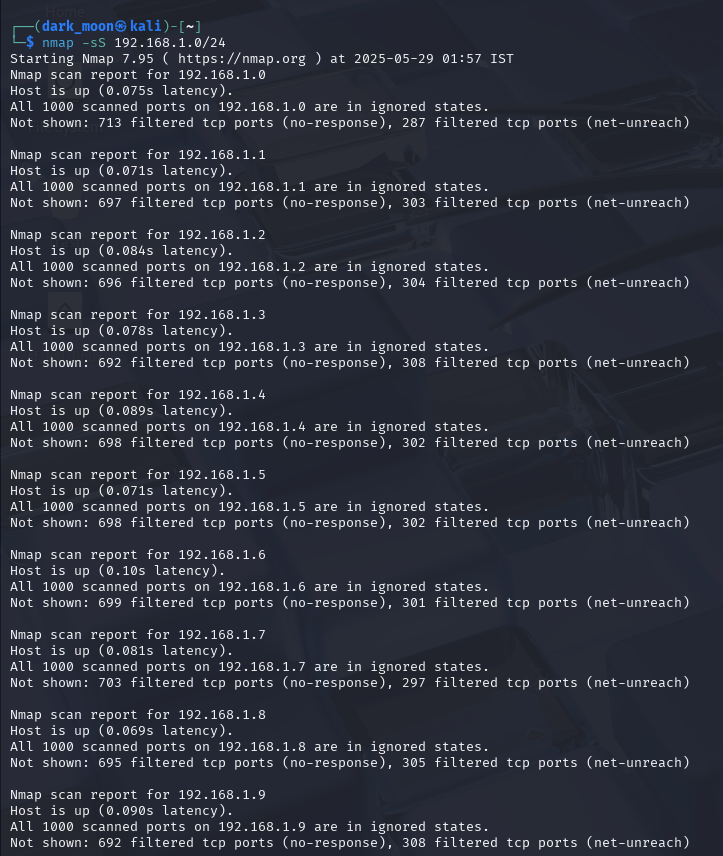 ┌──(dark_moon㉿kali)-[~]
└─$ nmap -sS 192.168.1.0/24
Starting Nmap 7.95 ( https://nmap.org ) at 2025-05-29 01:57 IST
Nmap scan report for 192.168.1.0
Host is up (0.075s latency).
All 1000 scanned ports on 192.168.1.0 are in ignored states.
Not shown: 713 filtered tcp ports (no-response), 287 filtered tcp ports (net-unreach)

Nmap scan report for 192.168.1.1
Host is up (0.071s latency).
All 1000 scanned ports on 192.168.1.1 are in ignored states.
Not shown: 697 filtered tcp ports (no-response), 303 filtered tcp ports (net-unreach)

Nmap scan report for 192.168.1.2
Host is up (0.084s latency).
All 1000 scanned ports on 192.168.1.2 are in ignored states.
Not shown: 696 filtered tcp ports (no-response), 304 filtered tcp ports (net-unreach)

Nmap scan report for 192.168.1.3
Host is up (0.078s latency).
All 1000 scanned ports on 192.168.1.3 are in ignored states.
Not shown: 692 filtered tcp ports (no-response), 308 filtered tcp ports (net-unreach)

Nmap scan report for 192.168.1.4
Host is up (0.089s latency).
All 1000 scanned ports on 192.168.1.4 are in ignored states.
Not shown: 698 filtered tcp ports (no-response), 302 filtered tcp ports (net-unreach)

Nmap scan report for 192.168.1.5
Host is up (0.071s latency).
All 1000 scanned ports on 192.168.1.5 are in ignored states.
Not shown: 698 filtered tcp ports (no-response), 302 filtered tcp ports (net-unreach)

Nmap scan report for 192.168.1.6
Host is up (0.10s latency).
All 1000 scanned ports on 192.168.1.6 are in ignored states.
Not shown: 699 filtered tcp ports (no-response), 301 filtered tcp ports (net-unreach)

Nmap scan report for 192.168.1.7
Host is up (0.081s latency).
All 1000 scanned ports on 192.168.1.7 are in ignored states.
Not shown: 703 filtered tcp ports (no-response), 297 filtered tcp ports (net-unreach)

Nmap scan report for 192.168.1.8
Host is up (0.069s latency).
All 1000 scanned ports on 192.168.1.8 are in ignored states.
Not shown: 695 filtered tcp ports (no-response), 305 filtered tcp ports (net-unreach)

Nmap scan report for 192.168.1.9
Host is up (0.090s latency).
All 1000 scanned ports on 192.168.1.9 are in ignored states.
Not shown: 692 filtered tcp ports (no-response), 308 filtered tcp ports (net-unreach)